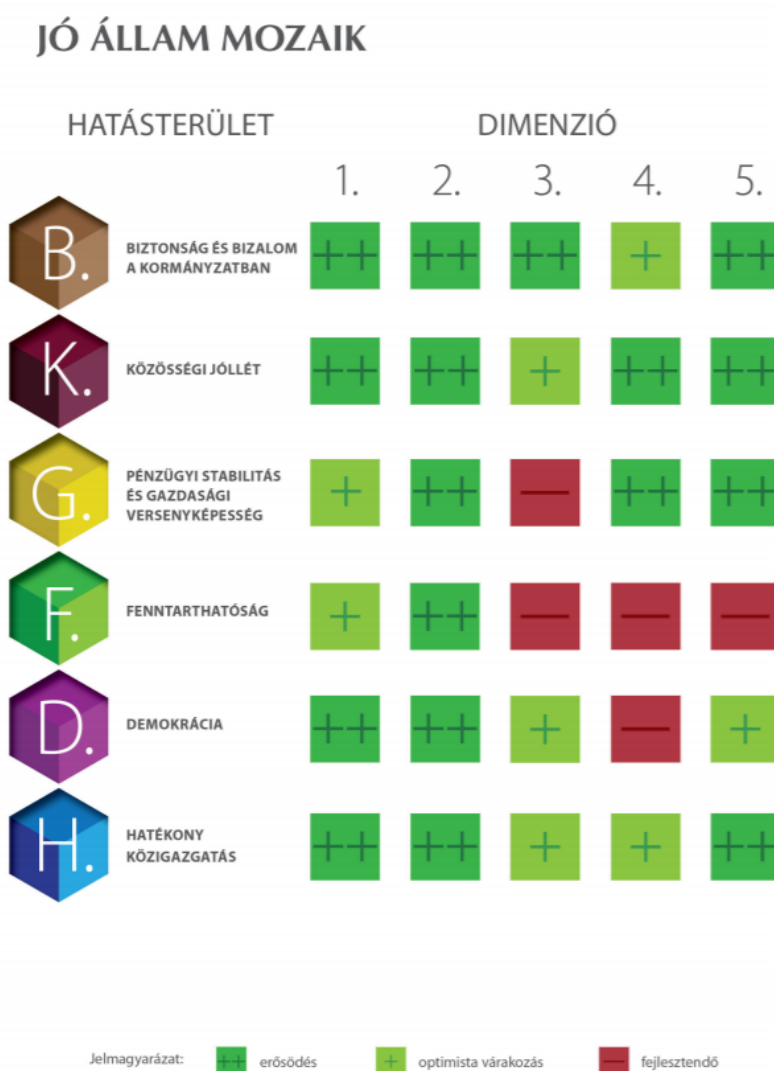 JÓ ÁLLAM MOZAIK
HATÁSTERÜLET DIMENZIÓ
1. 2. 3. 4. 5.
B. BIZTONSÁG ÉS BIZALOM
A KORMÁNYZATBAN
++ ++ ++ + ++
K. KÖZÖSSÉGI JÓLLÉT
++ ++ + ++ ++
G. PÉNZÜGYI STABILITÁS
ÉS GAZDASÁGI
VERSENYKÉPESSÉG
+ ++ — ++ ++
F. FENNTARTHATÓSÁG
+ ++ — — —
D. DEMOKRÁCIA
++ ++ + — +
H. HATÉKONY
KÖZIGAZGATÁS
++ ++ + + ++
Jelmagyarázat: ++ erősödés + optimista várakozás — fejlesztendő